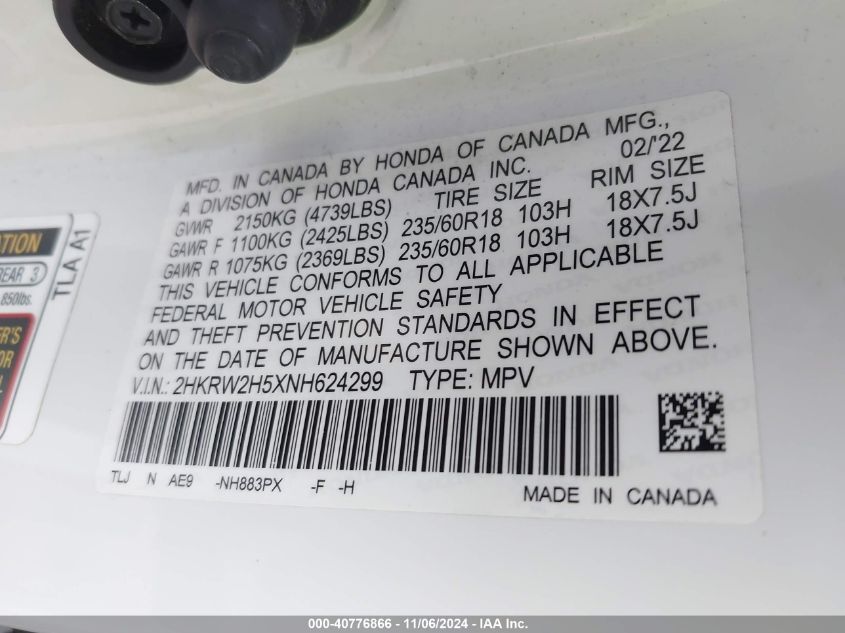 MFD. IN CANADA BY HONDA OF CANADA MFG.,
A DIVISION OF HONDA CANADA INC. 02/'22
GVWR 2150KG (4739LBS) TIRE SIZE RIM SIZE
GAWR F 1100KG (2425LBS) 235/60R18 103H 18X7.5J
GAWR R 1075KG (2369LBS) 235/60R18 103H 18X7.5J
THIS VEHICLE CONFORMS TO ALL APPLICABLE
FEDERAL MOTOR VEHICLE SAFETY
AND THEFT PREVENTION STANDARDS IN EFFECT
ON THE DATE OF MANUFACTURE SHOWN ABOVE.
V.I.N.: 2HKRW2H5XNH624299 TYPE: MPV
TLJ N AE9 -NH883PX -F -H MADE IN CANADA
REAR 3
850lbs.
TLA A1
000-40776866 - 11/06/2024 - IAA Inc.